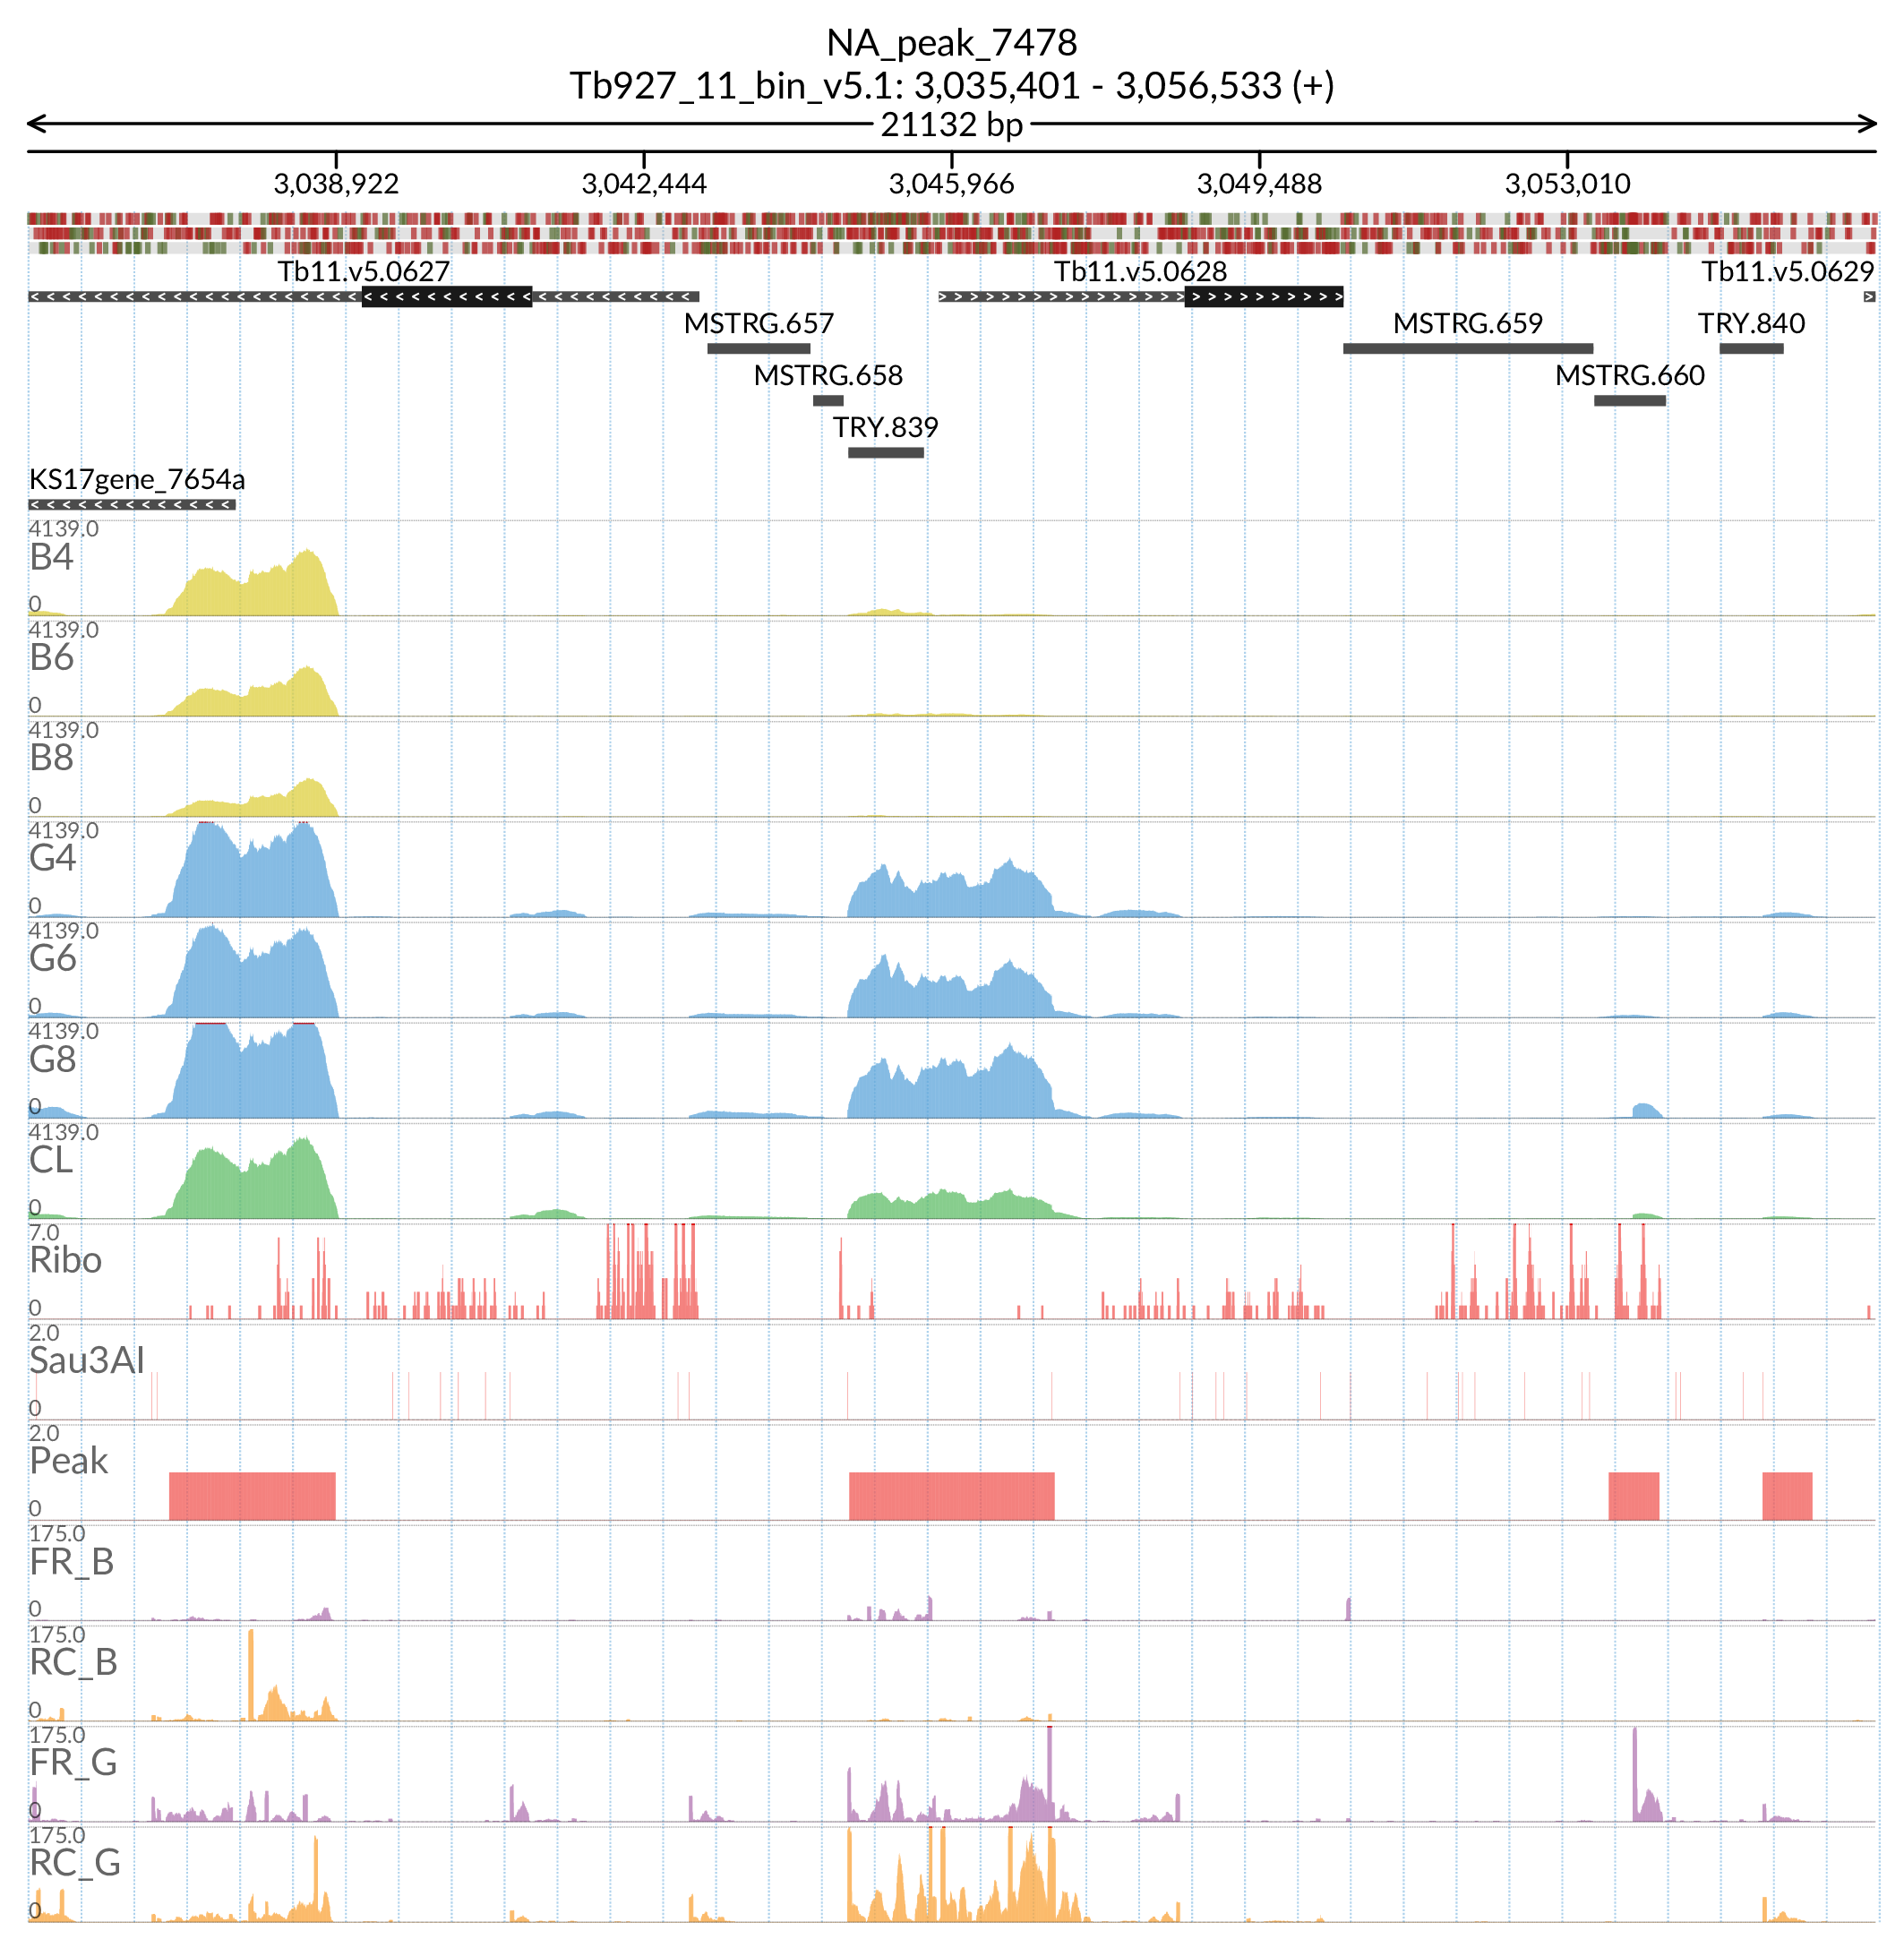 NA_peak_7478
Tb927_11_bin_v5.1: 3,035,401 - 3,056,533 (+)
21132 bp
3,038,922 3,042,444 3,045,966 3,049,488 3,053,010
Tb11.v5.0627 Tb11.v5.0628 Tb11.v5.0629
MSTRG.657 MSTRG.659 TRY.840
MSTRG.658 MSTRG.660
TRY.839
KS17gene_7654a
4139.0
B4
0
4139.0
B6
0
4139.0
B8
0
4139.0
G4
0
4139.0
G6
0
4139.0
G8
0
4139.0
CL
0
7.0
Ribo
0
2.0
Sau3AI
0
2.0
Peak
0
175.0
FR_B
0
175.0
RC_B
0
175.0
FR_G
0
175.0
RC_G
0